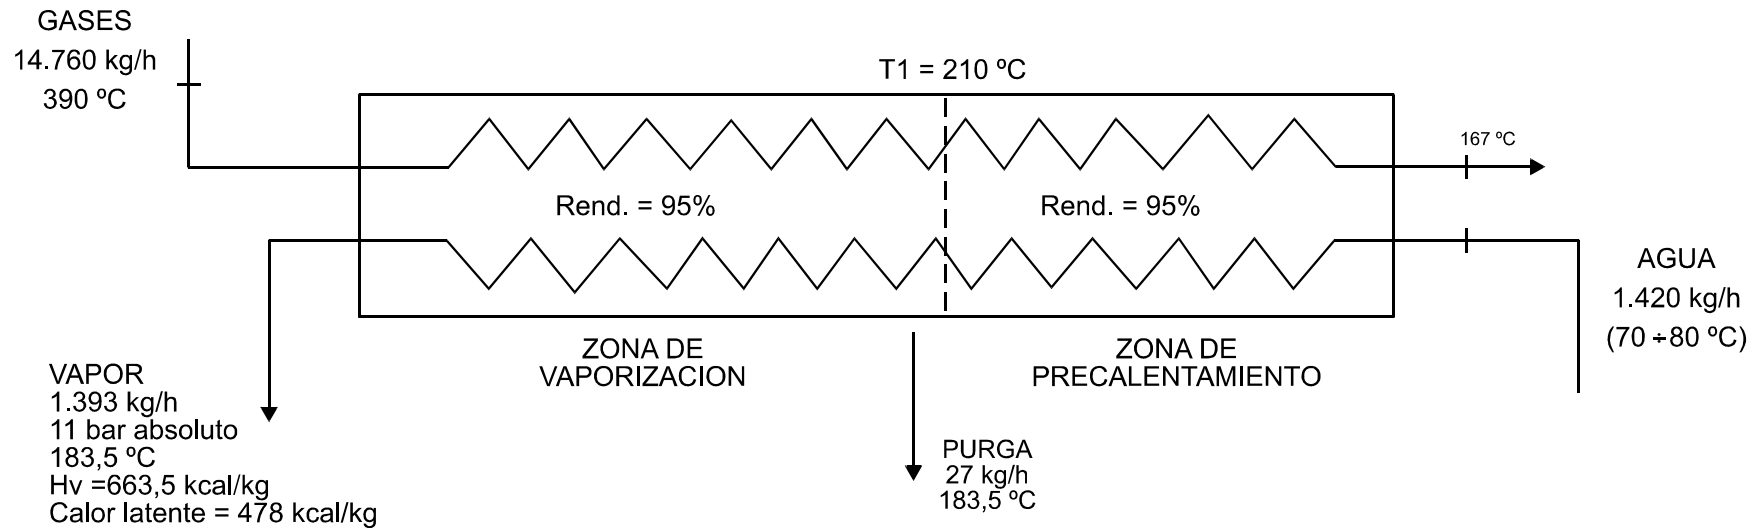 GASES
14.760 kg/h
390 ºC
T1 = 210 ºC
167 ºC
Rend. = 95%
Rend. = 95%
AGUA
1.420 kg/h
(70 ÷80 ºC)
ZONA DE
VAPORIZACION
ZONA DE
PRECALENTAMIENTO
VAPOR
1.393 kg/h
11 bar absoluto
183,5 ºC
Hv =663,5 kcal/kg
Calor latente = 478 kcal/kg
PURGA
27 kg/h
183,5 ºC